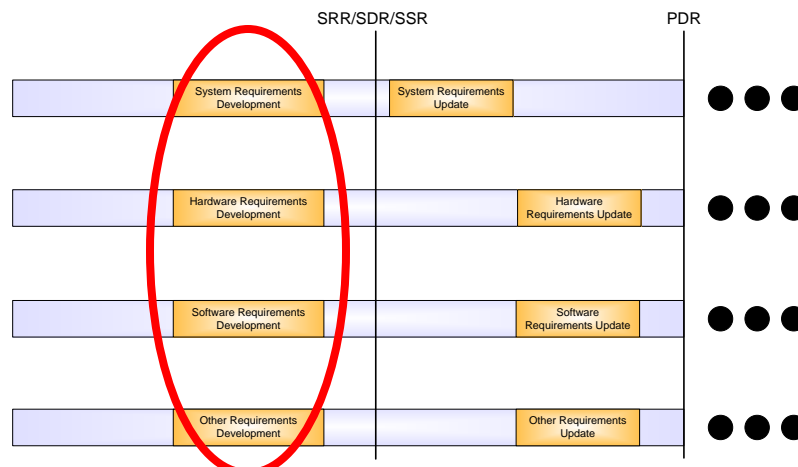 SRR/SDR/SSR
PDR
System Requirements
Development
System Requirements
Update
Hardware Requirements
Development
Hardware
Requirements Update
Software Requirements
Development
Software
Requirements Update
Other Requirements
Development
Other Requirements
Update